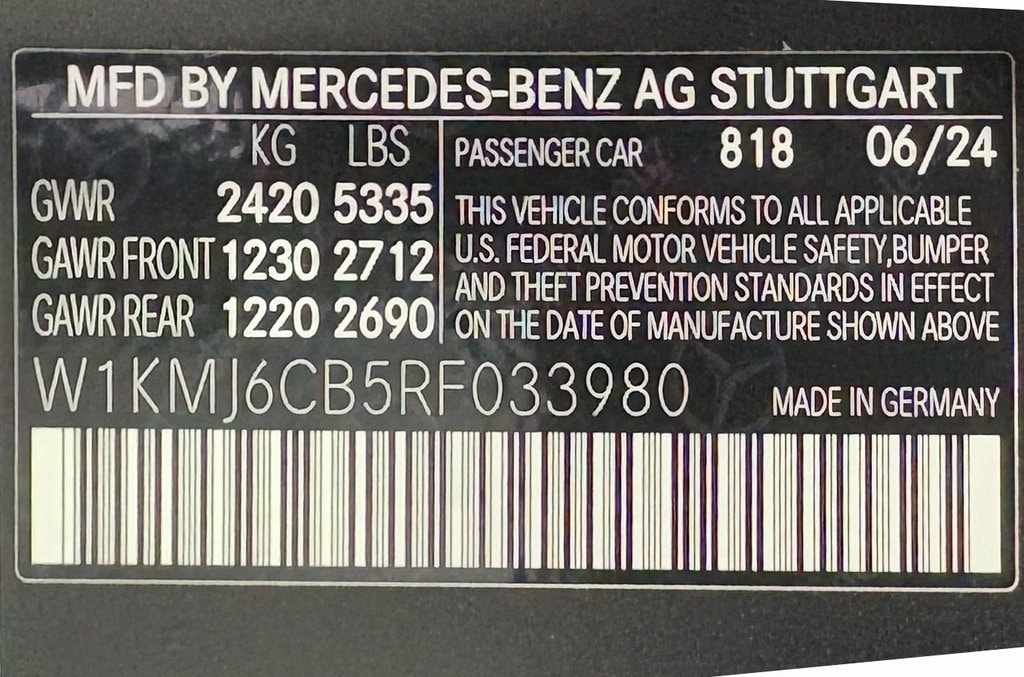 MFD BY MERCEDES-BENZ AG STUTTGART
KG LBS
GVWR 2420 5335
GAWR FRONT 1230 2712
GAWR REAR 1220 2690
PASSENGER CAR 818 06/24
THIS VEHICLE CONFORMS TO ALL APPLICABLE
U.S. FEDERAL MOTOR VEHICLE SAFETY,BUMPER
AND THEFT PREVENTION STANDARDS IN EFFECT
ON THE DATE OF MANUFACTURE SHOWN ABOVE
W1KMJ6CB5RF033980
MADE IN GERMANY